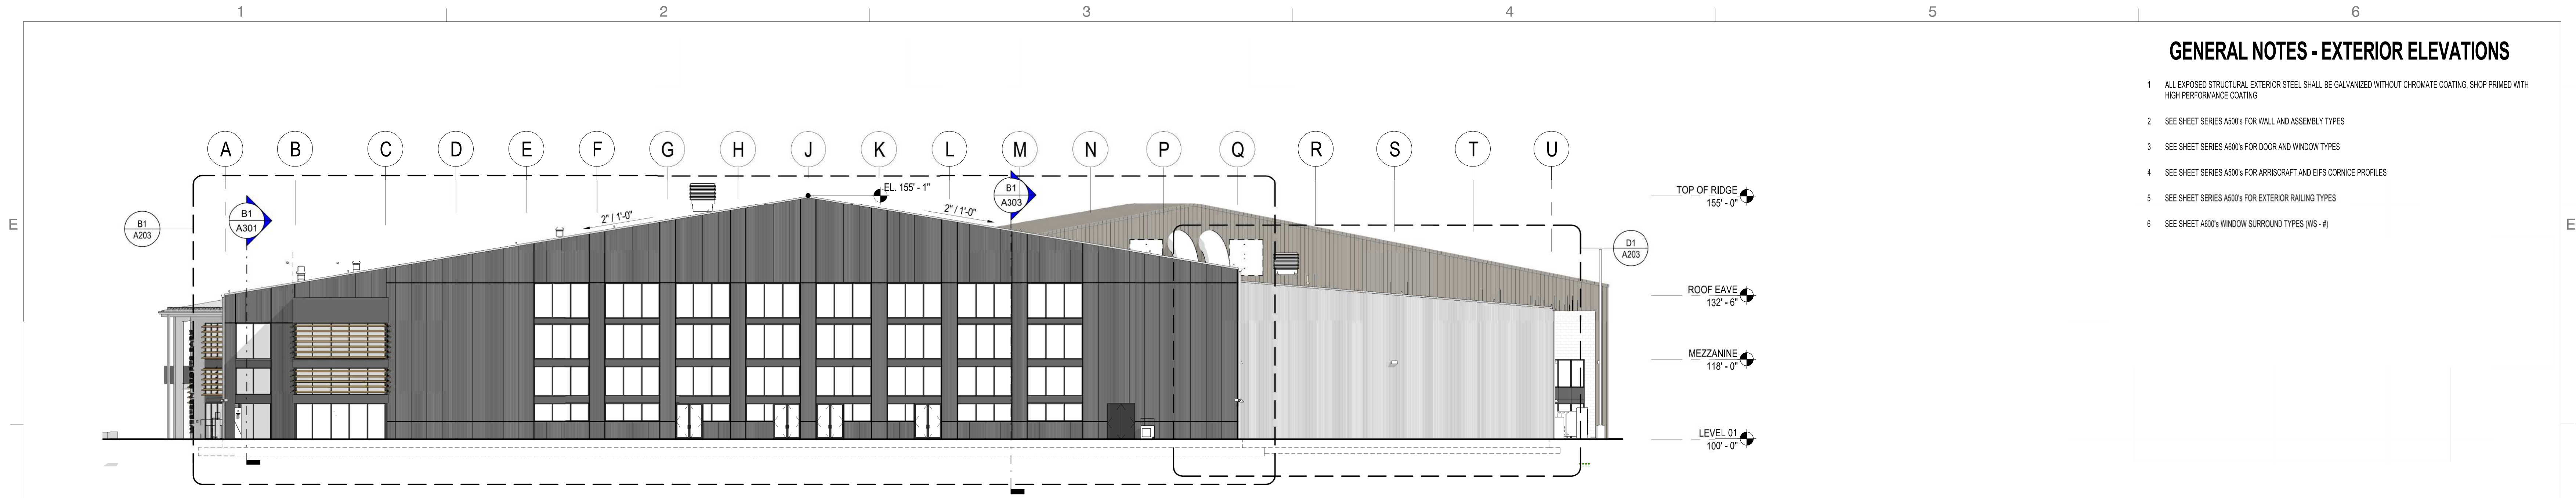 1 2 3 4 5 6
GENERAL NOTES - EXTERIOR ELEVATIONS
1 ALL EXPOSED STRUCTURAL EXTERIOR STEEL SHALL BE GALVANIZED WITHOUT CHROMATE COATING, SHOP PRIMED WITH
HIGH PERFORMANCE COATING
2 SEE SHEET SERIES A500's FOR WALL AND ASSEMBLY TYPES
3 SEE SHEET SERIES A600's FOR DOOR AND WINDOW TYPES
4 SEE SHEET SERIES A500's FOR ARRISCRAFT AND EIFS CORNICE PROFILES
5 SEE SHEET SERIES A500's FOR EXTERIOR RAILING TYPES
6 SEE SHEET A600's WINDOW SURROUND TYPES (WS - #)
A B C D E F G H J K L M N P Q R S T U
EL. 155' - 1"
B1
A303
TOP OF RIDGE
155' - 0"
2" / 1'-0"
2" / 1'-0"
B1
A203
B1
A301
E
E
D1
A203
ROOF EAVE
132' - 6"
MEZZANINE
118' - 0"
LEVEL 01
100' - 0"